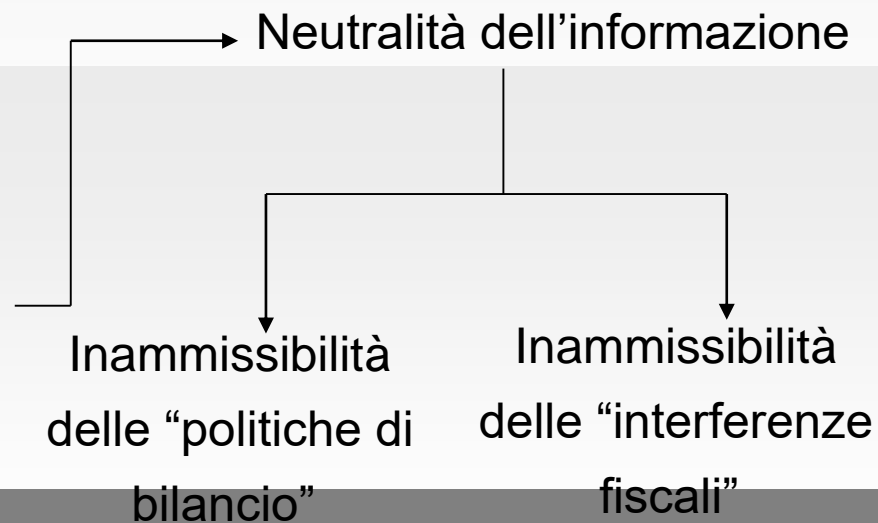 Neutralità dell’informazione
Inammissibilità
delle “politiche di
bilancio”
Inammissibilità
delle “interferenze
fiscali”